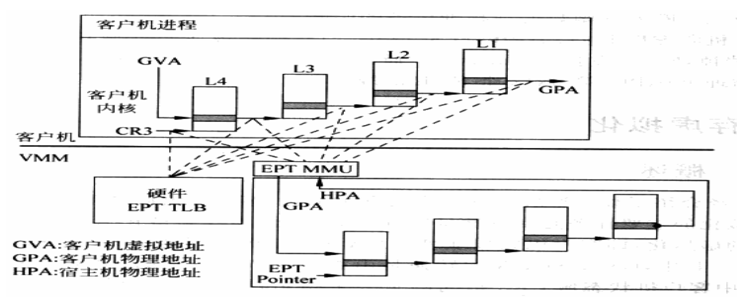 客户机进程
GVA
L4
L3
L2
L1
GPA
客户机
内核
CR3
客户机
VMM
EPT MMU
硬件
EPT TLB
HPA
GPA
GVA:客户机虚拟地址
GPA:客户机物理地址
HPA:宿主机物理地址
EPT
Pointer